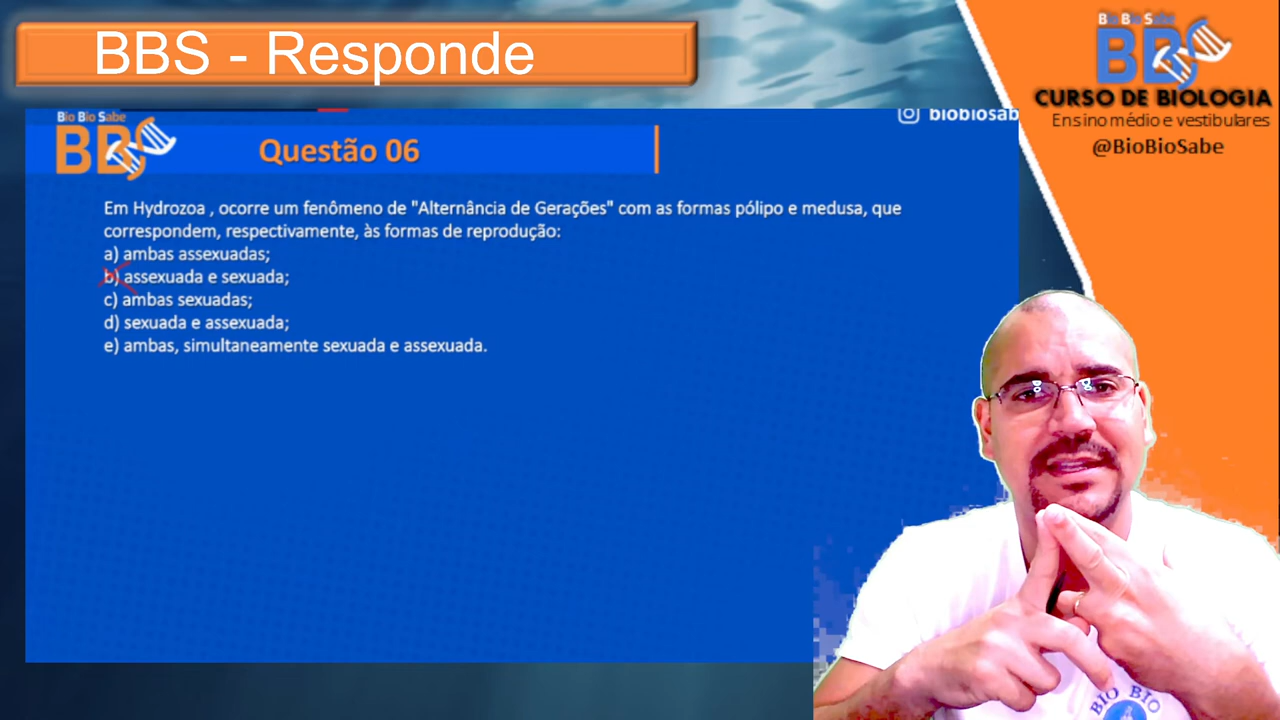 BBS - Responde
Bio Bio Sabe
BBS
CURSO DE BIOLOGIA
Ensino médio e vestibulares
@BioBioSabe
Bio Bio Sabe
BBS
Questão 06
biobiosab
Em Hydrozoa , ocorre um fenômeno de "Alternância de Gerações" com as formas pólipo e medusa, que
correspondem, respectivamente, às formas de reprodução:
a) ambas assexuadas;
b) assexuada e sexuada;
c) ambas sexuadas;
d) sexuada e assexuada;
e) ambas, simultaneamente sexuada e assexuada.
BIO BIO